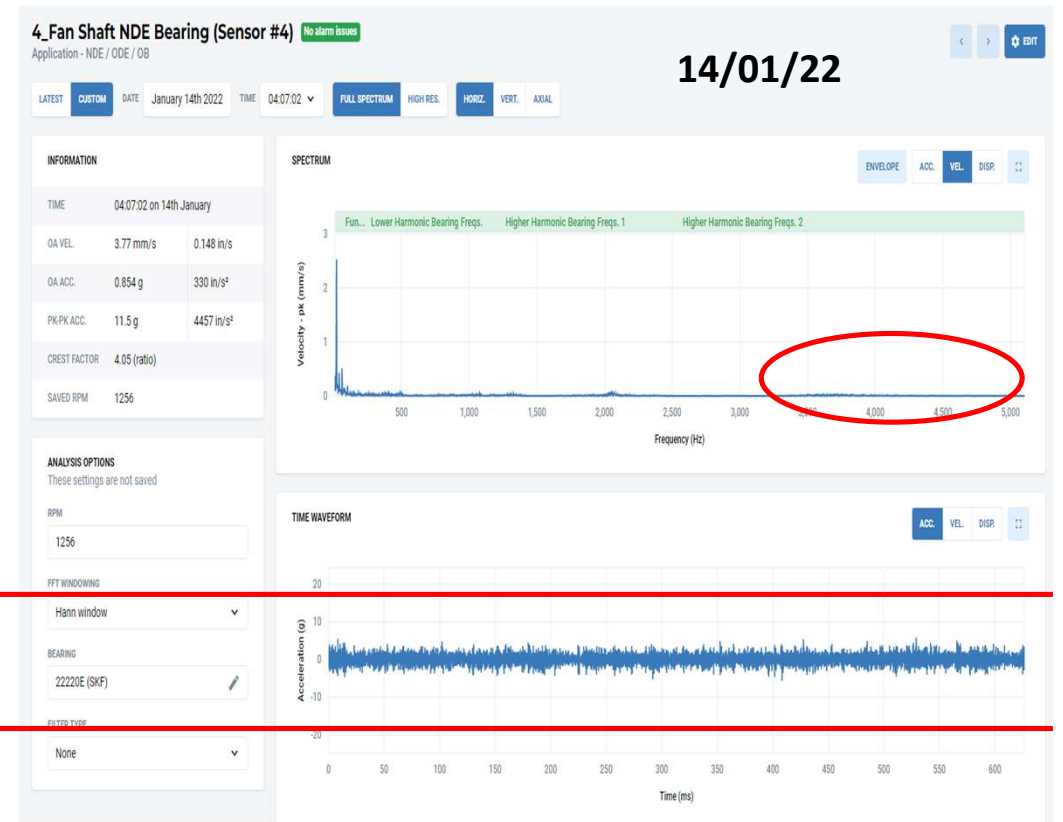 4_Fan Shaft NDE Bearing (Sensor #4) No alarm issues
Application - NDE / ODE / OB
EDIT
14/01/22
LATEST CUSTOM DATE January 14th 2022 TIME 04:07:02 FULL SPECTRUM HIGH RES. HORIZ. VERT. AXIAL
INFORMATION
TIME 04:07:02 on 14th January
OA VEL. 3.77 mm/s 0.148 in/s
OA ACC. 0.854 g 330 in/s²
PK-PK ACC. 11.5 g 4457 in/s²
CREST FACTOR 4.05 (ratio)
SAVED RPM 1256
SPECTRUM
ENVELOPE ACC. VEL. DISP.
Fun... Lower Harmonic Bearing Freqs. Higher Harmonic Bearing Freqs. 1 Higher Harmonic Bearing Freqs. 2
Velocity - pk (mm/s)
3
2
1
0
500 1,000 1,500 2,000 2,500 3,000 3,500 4,000 4,500 5,000
Frequency (Hz)
ANALYSIS OPTIONS
These settings are not saved
RPM
1256
FFT WINDOWING
Hann window
BEARING
22220E (SKF)
FILTER TYPE
None
TIME WAVEFORM
ACC. VEL. DISP.
Acceleration (g)
20
10
0
-10
-20
0 50 100 150 200 250 300 350 400 450 500 550 600
Time (ms)